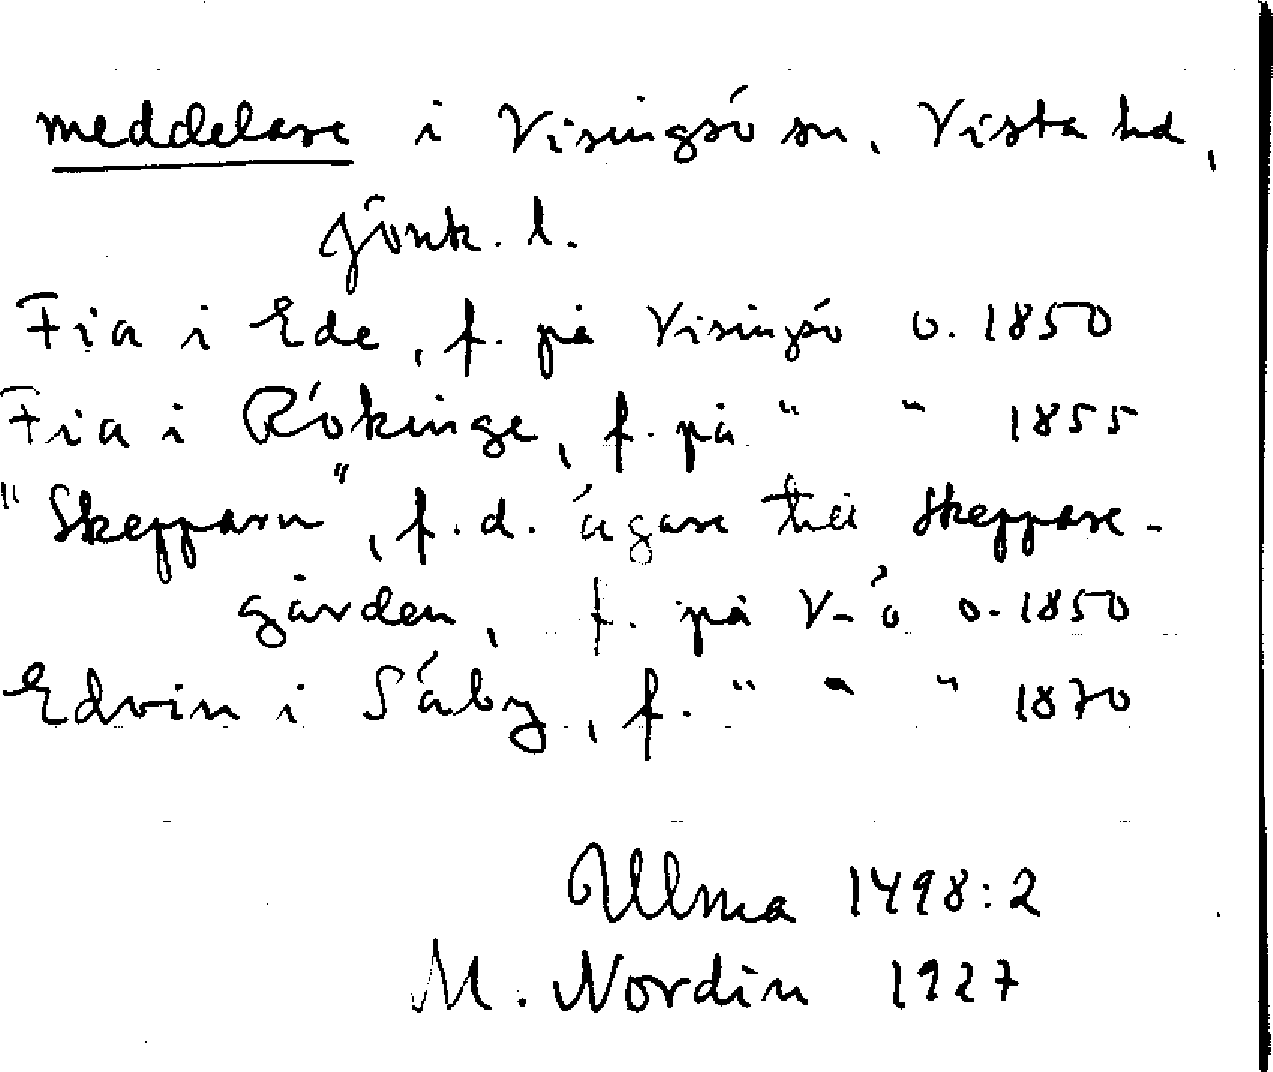 meddelare i Visingsö sn, Vista hd,
Jönk. l.
Fia i Ede, f. på Visingsö o. 1850
Fia i Rökinge, f. på " " 1855
"Skepparn", f.d. ägare till Skeppare-
gården, f. på V-ö o. 1850
Edvin i Säby, f. " " " 1870
Ulma 1498:2
M. Nordin 1927